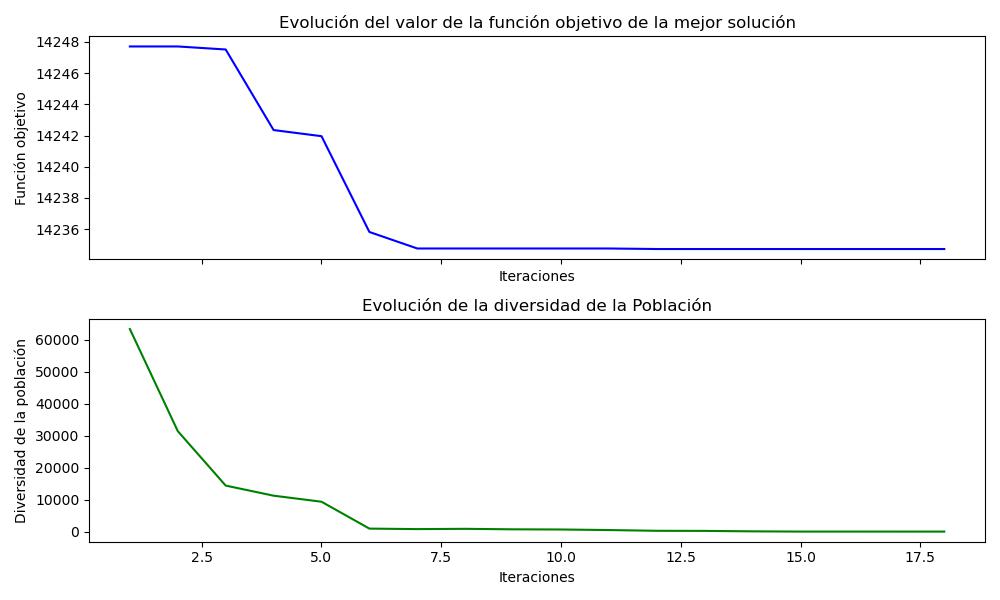 Evolución del valor de la función objetivo de la mejor solución
14248
14246
14244
14242
14240
14238
14236
Función objetivo
Iteraciones
Evolución de la diversidad de la Población
60000
50000
40000
30000
20000
10000
0
Diversidad de la población
2.5 5.0 7.5 10.0 12.5 15.0 17.5
Iteraciones